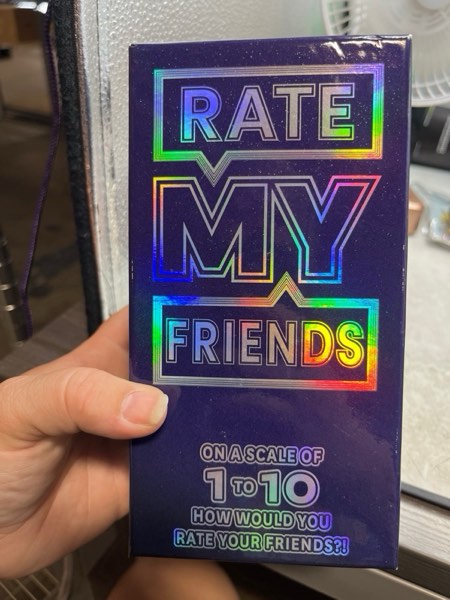 RATE
MY
FRIENDS
ON A SCALE OF
1 TO 10
HOW WOULD YOU
RATE YOUR FRIENDS?!